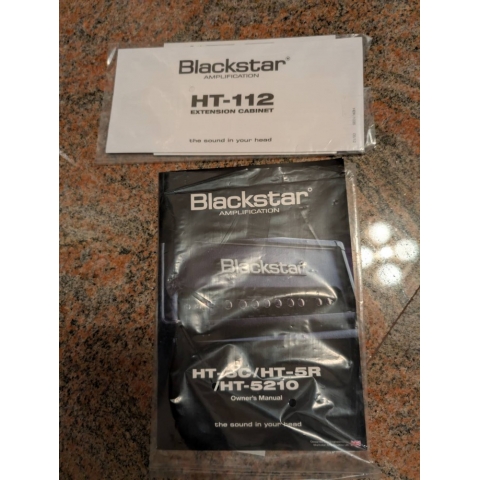 Blackstar®
AMPLIFICATION
HT-112
EXTENSION CABINET
the sound in your head
Blackstar®
AMPLIFICATION
Blackstar
HT-5C/HT-5R
/HT-5210
Owner's Manual
the sound in your head